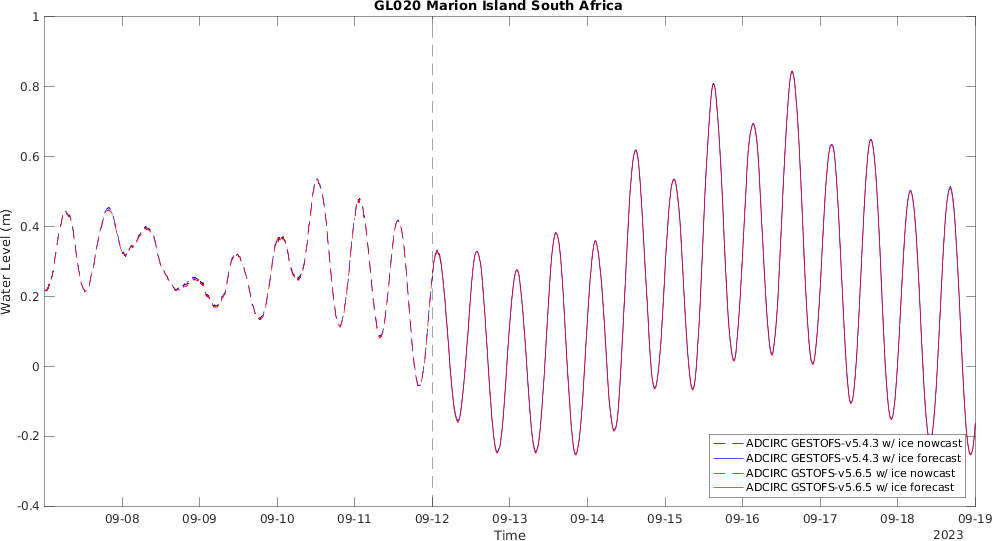 GL020 Marion Island South Africa
Water Level (m)
1
0.8
0.6
0.4
0.2
0
-0.2
-0.4
ADCIRC GESTOFS-v5.4.3 w/ ice nowcast
ADCIRC GESTOFS-v5.4.3 w/ ice forecast
ADCIRC GSTOFS-v5.6.5 w/ ice nowcast
ADCIRC GSTOFS-v5.6.5 w/ ice forecast
09-08 09-09 09-10 09-11 09-12 09-13 09-14 09-15 09-16 09-17 09-18 09-19
Time
2023